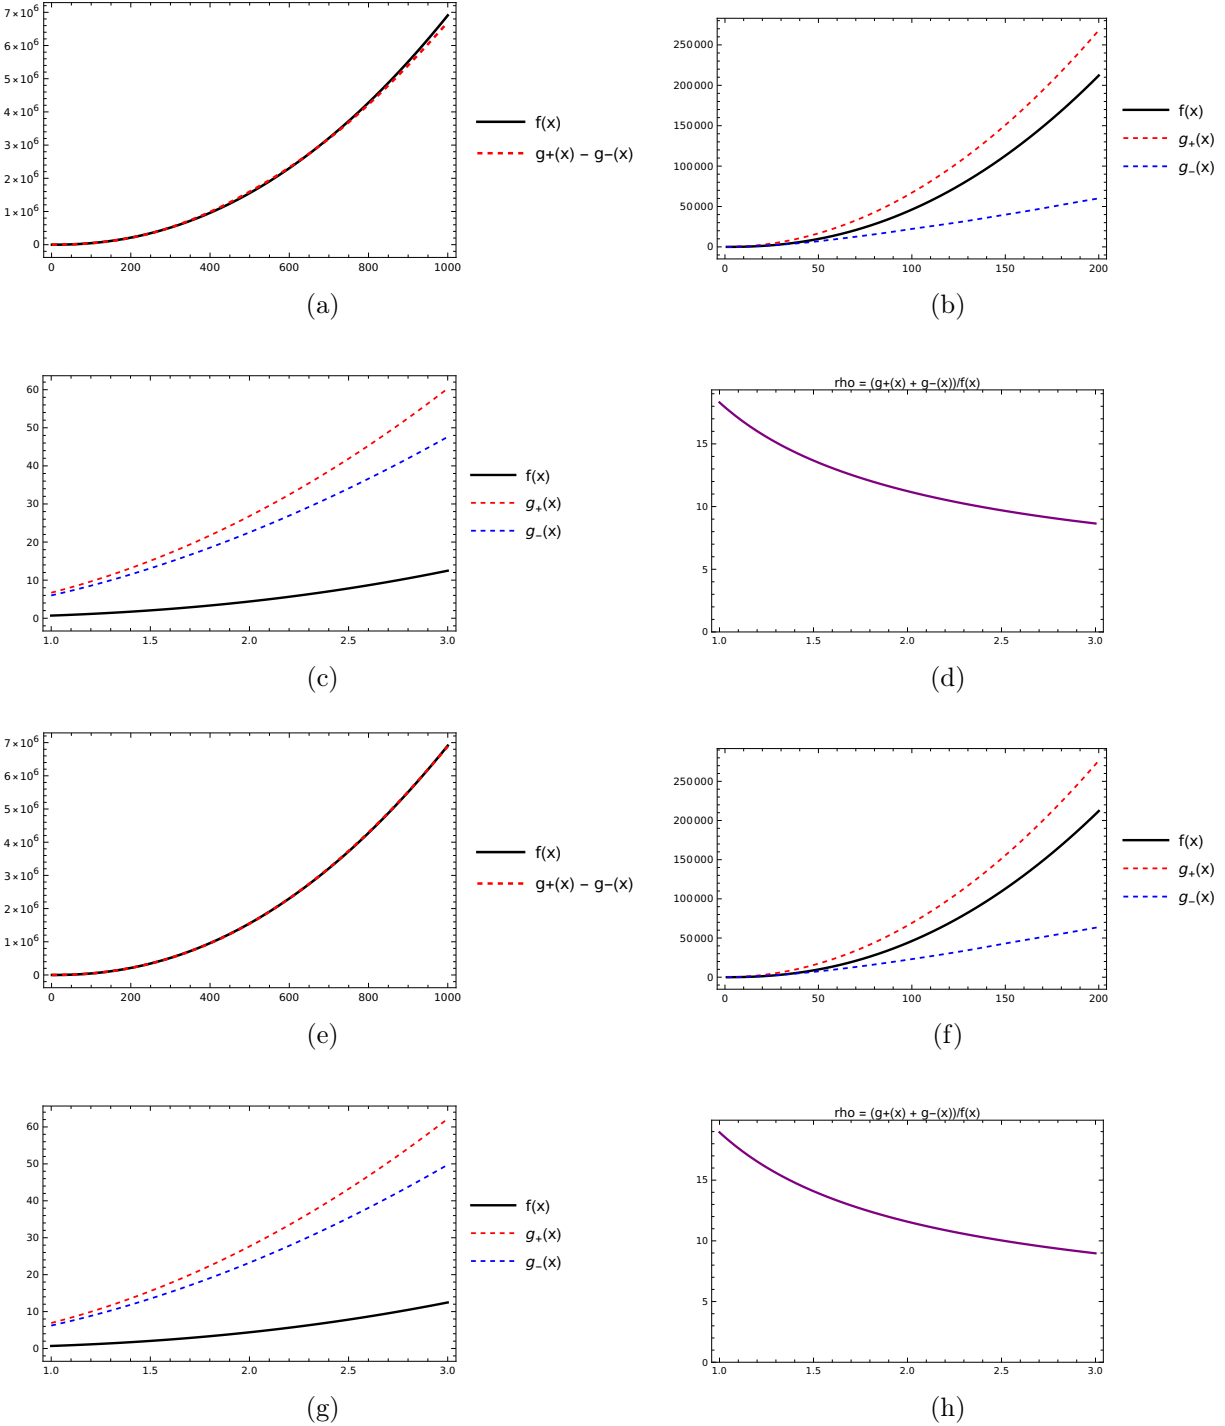 7×10⁶
6×10⁶
5×10⁶
4×10⁶
3×10⁶
2×10⁶
1×10⁶
0
0 200 400 600 800 1000
f(x)
g+(x) − g−(x)
(a)
250000
200000
150000
100000
50000
0
0 50 100 150 200
f(x)
g₊(x)
g₋(x)
(b)
60
50
40
30
20
10
0
1.0 1.5 2.0 2.5 3.0
f(x)
g₊(x)
g₋(x)
(c)
rho = (g+(x) + g−(x))/f(x)
15
10
5
0
1.0 1.5 2.0 2.5 3.0
(d)
7×10⁶
6×10⁶
5×10⁶
4×10⁶
3×10⁶
2×10⁶
1×10⁶
0
0 200 400 600 800 1000
f(x)
g+(x) − g−(x)
(e)
250000
200000
150000
100000
50000
0
0 50 100 150 200
f(x)
g₊(x)
g₋(x)
(f)
60
50
40
30
20
10
0
1.0 1.5 2.0 2.5 3.0
f(x)
g₊(x)
g₋(x)
(g)
rho = (g+(x) + g−(x))/f(x)
15
10
5
0
1.0 1.5 2.0 2.5 3.0
(h)